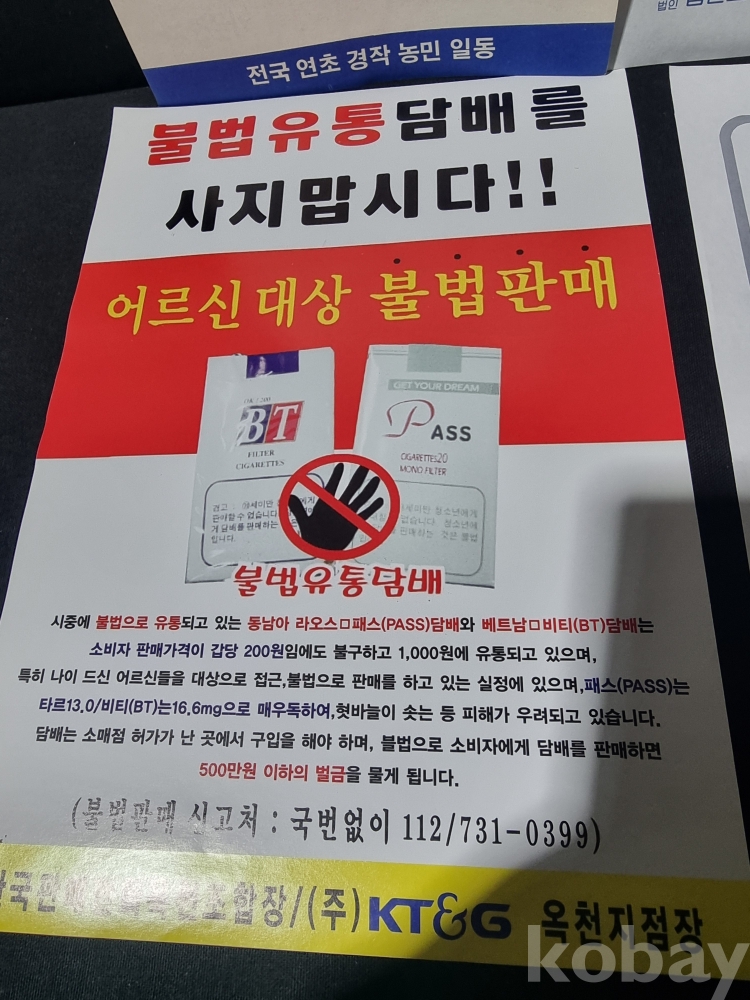 법인
전국 연초 경작 농민 일동
불법유통담배를
사지맙시다!!
어르신 대상 불법판매
BT
FILTER
CIGARETTES
GET YOUR DREAM
PASS
CIGARETTES20
MONO FILTER
불법유통담배
시중에 불법으로 유통되고 있는 동남아 라오스□패스(PASS)담배와 베트남□비티(BT)담배는
소비자 판매가격이 갑당 200원임에도 불구하고 1,000원에 유통되고 있으며,
특히 나이 드신 어르신들을 대상으로 접근,불법으로 판매를 하고 있는 실정에 있으며,패스(PASS)는
타르13.0/비티(BT)는16.6mg으로 매우독하여,혓바늘이 솟는 등 피해가 우려되고 있습니다.
담배는 소매점 허가가 난 곳에서 구입을 해야 하며, 블법으로 소비자에게 담배를 판매하면
500만원 이하의 벌금을 물게 됩니다.
(불법판매 신고처 : 국번없이 112/731-0399)
조합장/(주)KT&G 옥천지점장
kobay